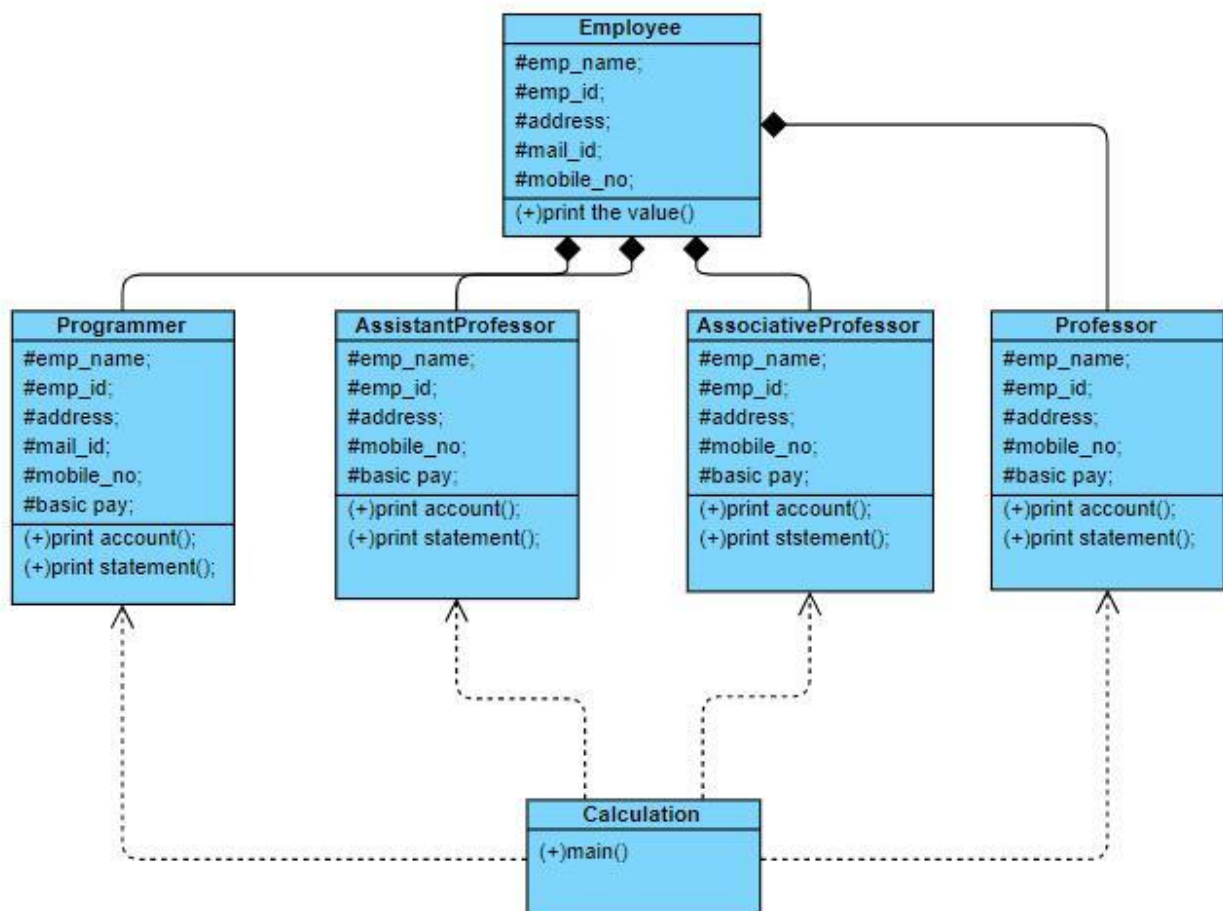 Employee
#emp_name;
#emp_id;
#address;
#mail_id;
#mobile_no;
(+)print the value()
Programmer
#emp_name;
#emp_id;
#address;
#mail_id;
#mobile_no;
#basic pay;
(+)print account();
(+)print statement();
AssistantProfessor
#emp_name;
#emp_id;
#address;
#mobile_no;
#basic pay;
(+)print account();
(+)print statement();
AssociativeProfessor
#emp_name;
#emp_id;
#address;
#mobile_no;
#basic pay;
(+)print account();
(+)print ststement();
Professor
#emp_name;
#emp_id;
#address;
#mobile_no;
#basic pay;
(+)print account();
(+)print statement();
Calculation
(+)main()